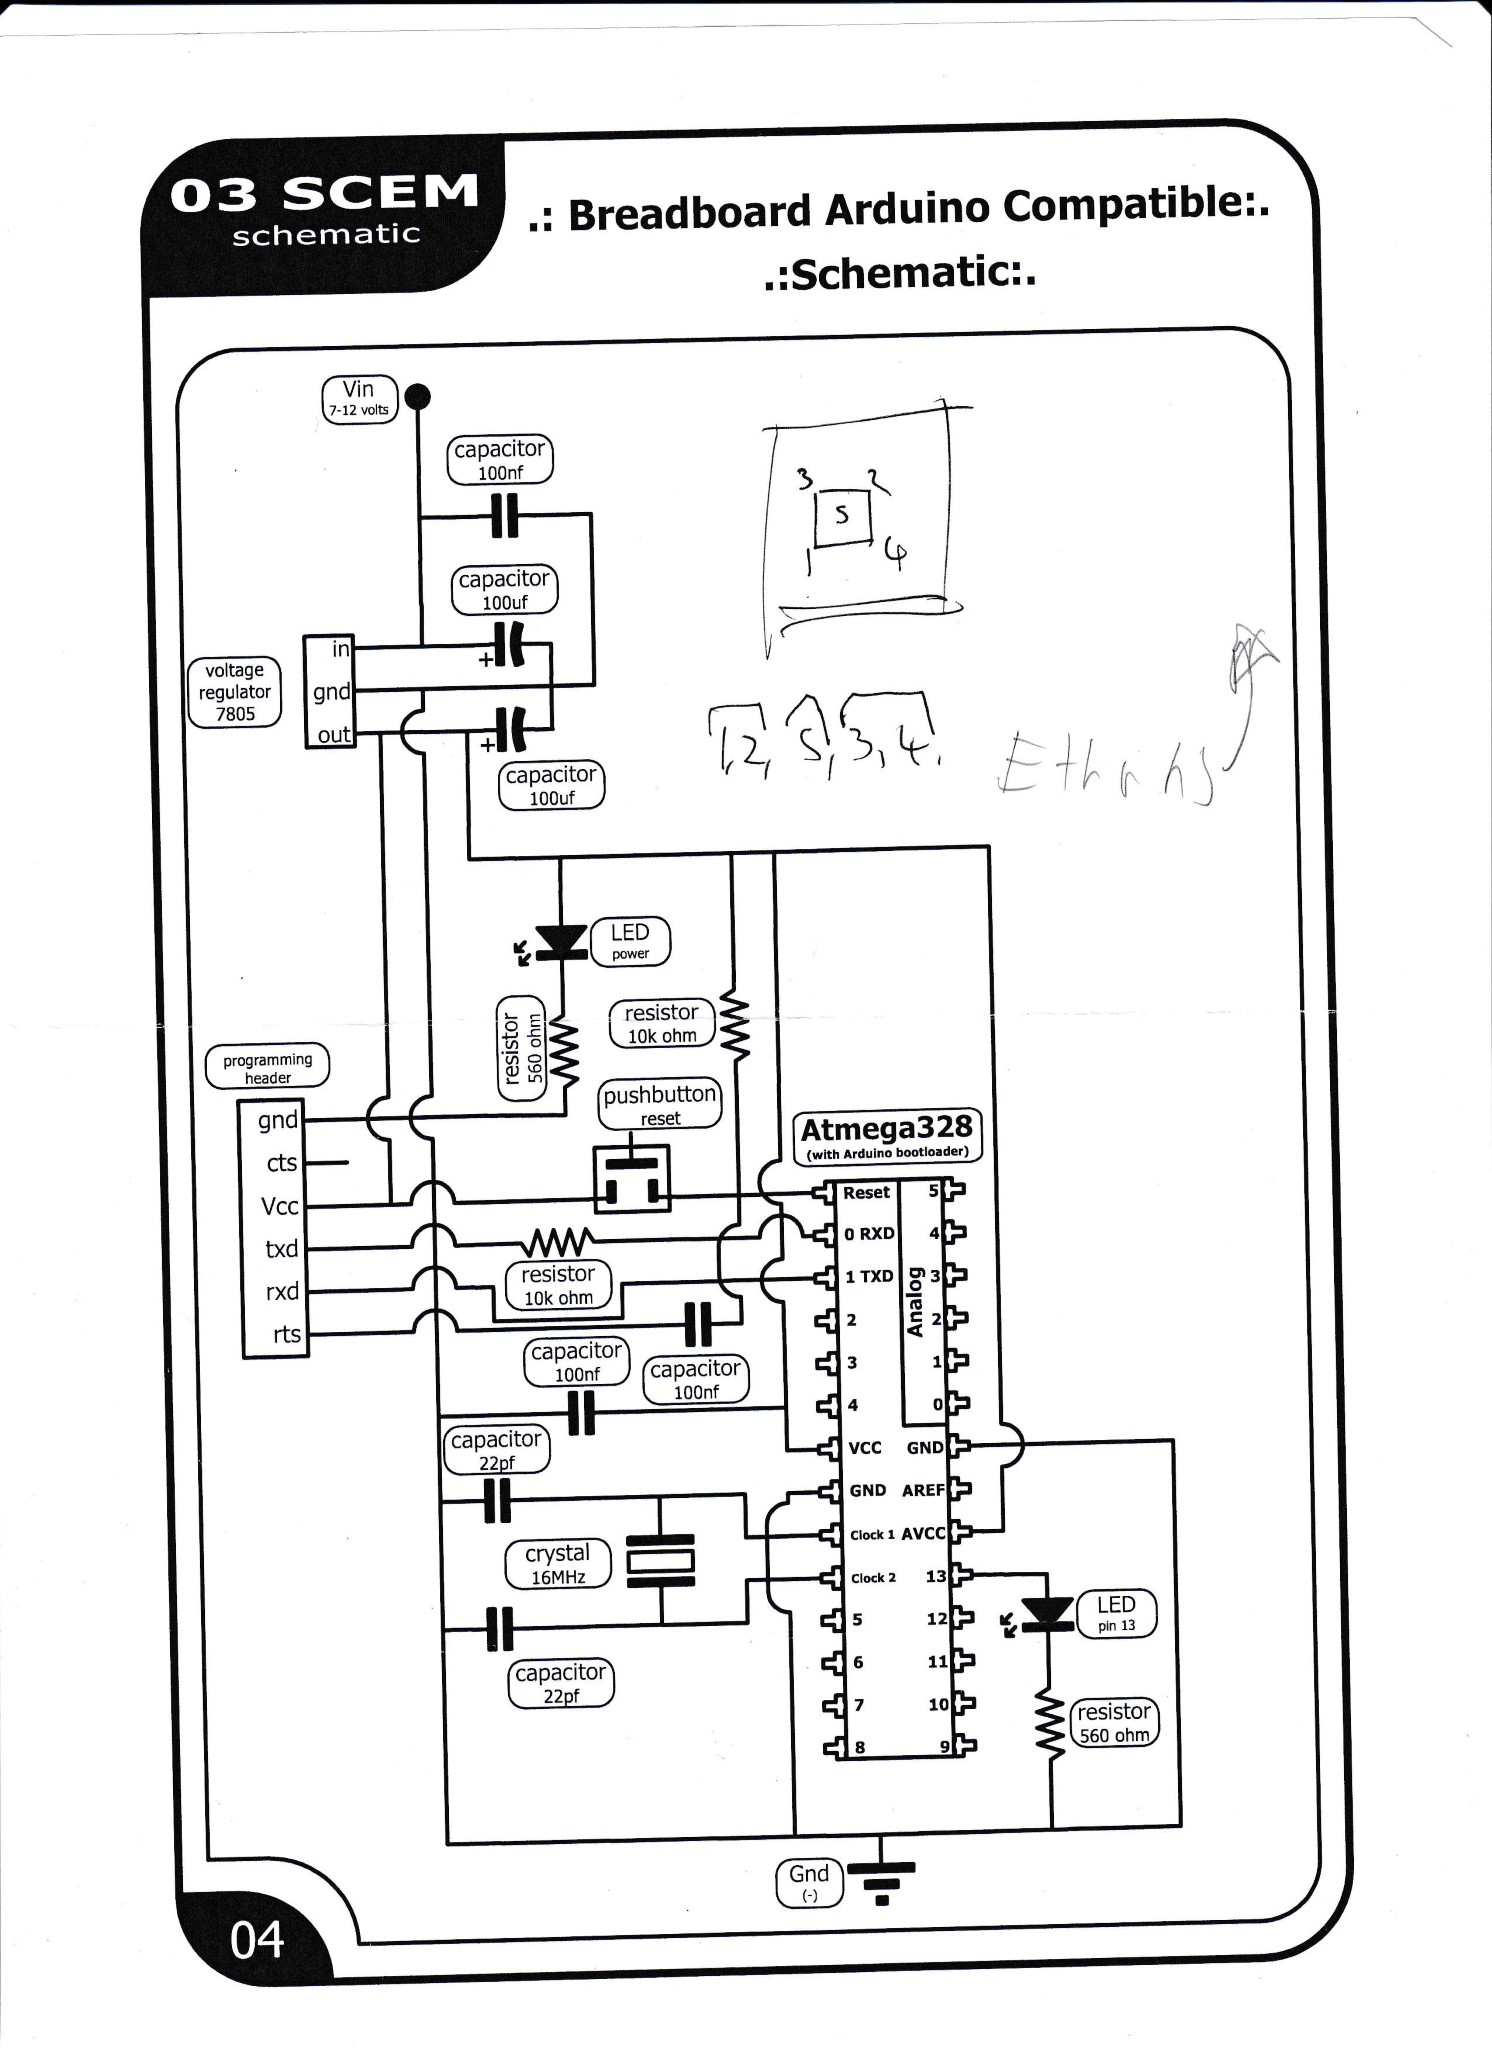 03 SCEM
schematic
.: Breadboard Arduino Compatible:.
.:Schematic:.
Vin
7-12 volts
capacitor
100nf
capacitor
100uf
voltage
regulator
7805
in
gnd
out
+
+
capacitor
100uf
3 2
5
1 4
1,2, 5, 3, 4.
LED
power
resistor
560 ohm
resistor
10k ohm
programming
header
pushbutton
reset
gnd
cts
Vcc
txd
rxd
rts
Atmega328
(with Arduino bootloader)
Reset 5
0 RXD 4
1 TXD 3
2 2
3 1
4 0
Analog
VCC GND
GND AREF
Clock 1 AVCC
Clock 2 13
5 12
6 11
7 10
8 9
resistor
10k ohm
capacitor
100nf
capacitor
100nf
capacitor
22pf
crystal
16MHz
capacitor
22pf
LED
pin 13
resistor
560 ohm
Gnd
(-)
04